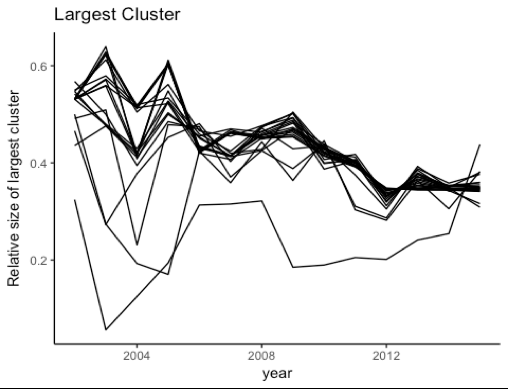 Largest Cluster
Relative size of largest cluster
0.6
0.4
0.2
2004 2008 2012
year